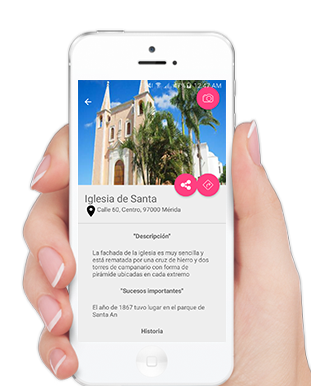 12:47 AM
Iglesia de Santa
Calle 60, Centro, 97000 Mérida
"Descripción"
La fachada de la iglesia es muy sencilla y
está rematada por una cruz de hierro y dos
torres de campanario con forma de
pirámide ubicadas en cada extremo
"Sucesos importantes"
El año de 1867 tuvo lugar en el parque de
Santa An
Historia